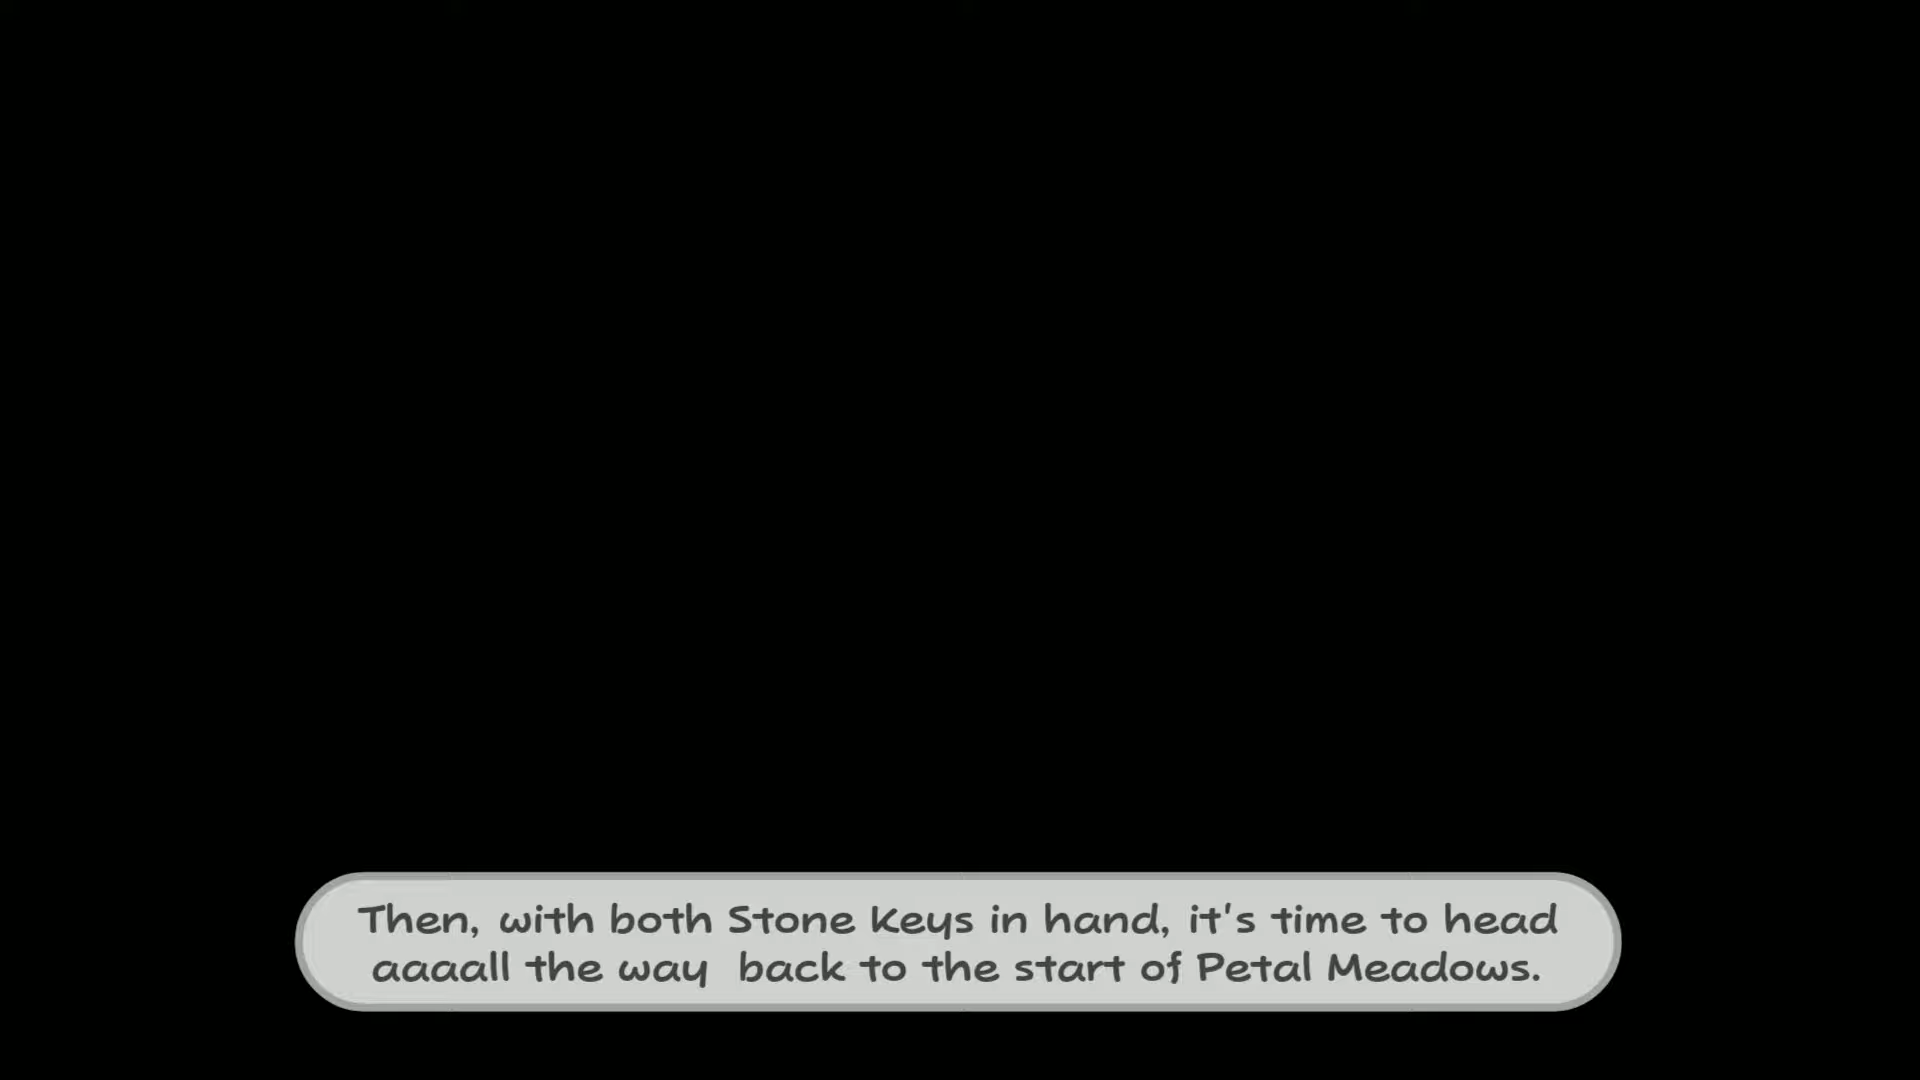 Then, with both Stone Keys in hand, it's time to head
aaaall the way  back to the start of Petal Meadows.